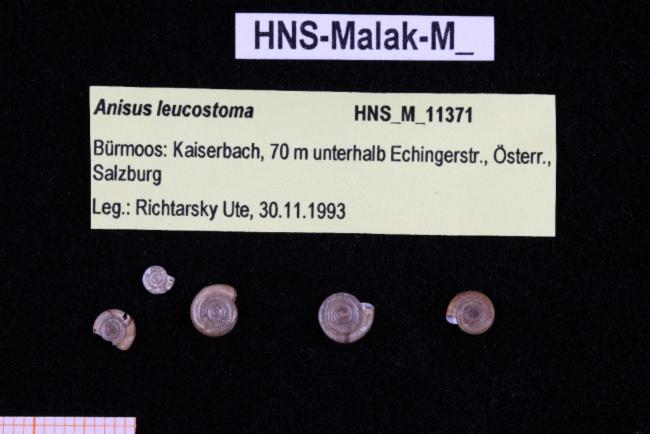 HNS-Malak-M_
Anisus leucostoma HNS_M_11371
Bürmoos: Kaiserbach, 70 m unterhalb Echingerstr., Österr.,
Salzburg
Leg.: Richtarsky Ute, 30.11.1993